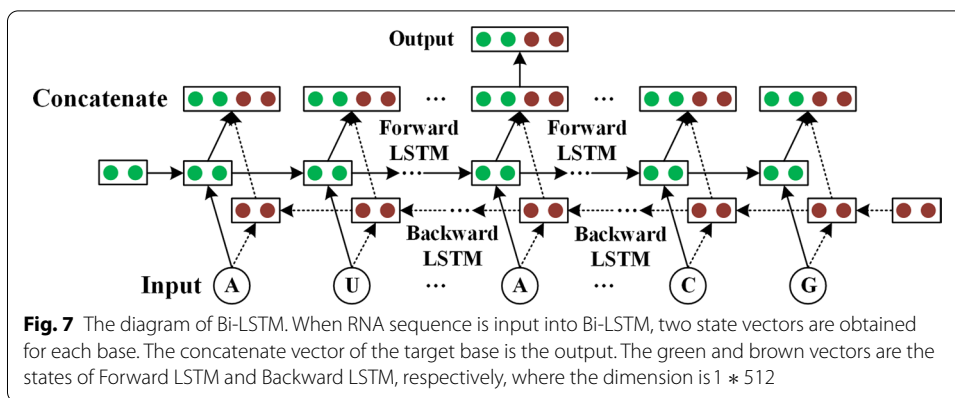 Output
Concatenate ... ...
Forward LSTM Forward LSTM
... ...
... ...
Backward LSTM Backward LSTM
Input A U ... A ... C G
Fig. 7 The diagram of Bi-LSTM. When RNA sequence is input into Bi-LSTM, two state vectors are obtained
for each base. The concatenate vector of the target base is the output. The green and brown vectors are the
states of Forward LSTM and Backward LSTM, respectively, where the dimension is 1 * 512